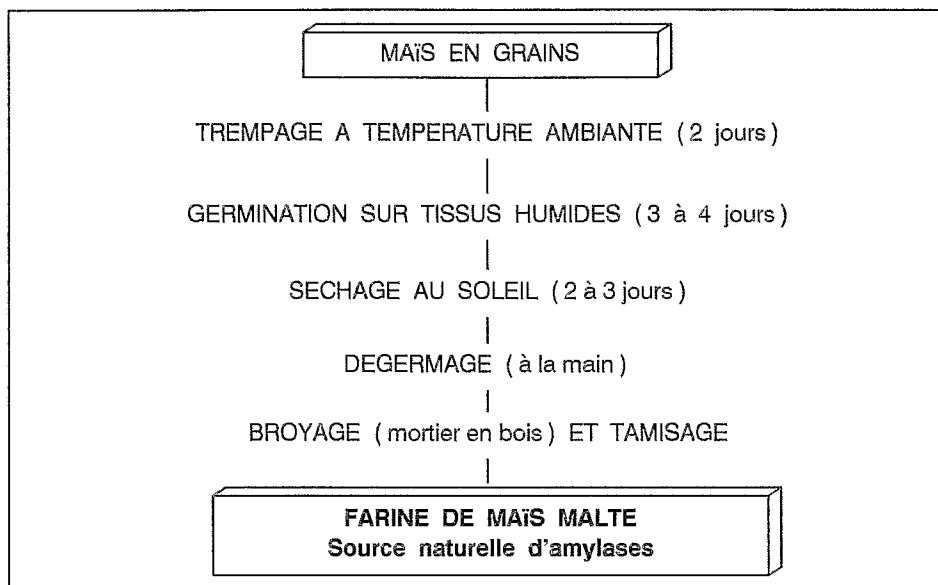 MAïS EN GRAINS
TREMPAGE A TEMPERATURE AMBIANTE (2 jours)
GERMINATION SUR TISSUS HUMIDES (3 à 4 jours)
SECHAGE AU SOLEIL (2 à 3 jours)
DEGERMAGE (à la main)
BROYAGE (mortier en bois) ET TAMISAGE
FARINE DE MAïS MALTE
Source naturelle d'amylases